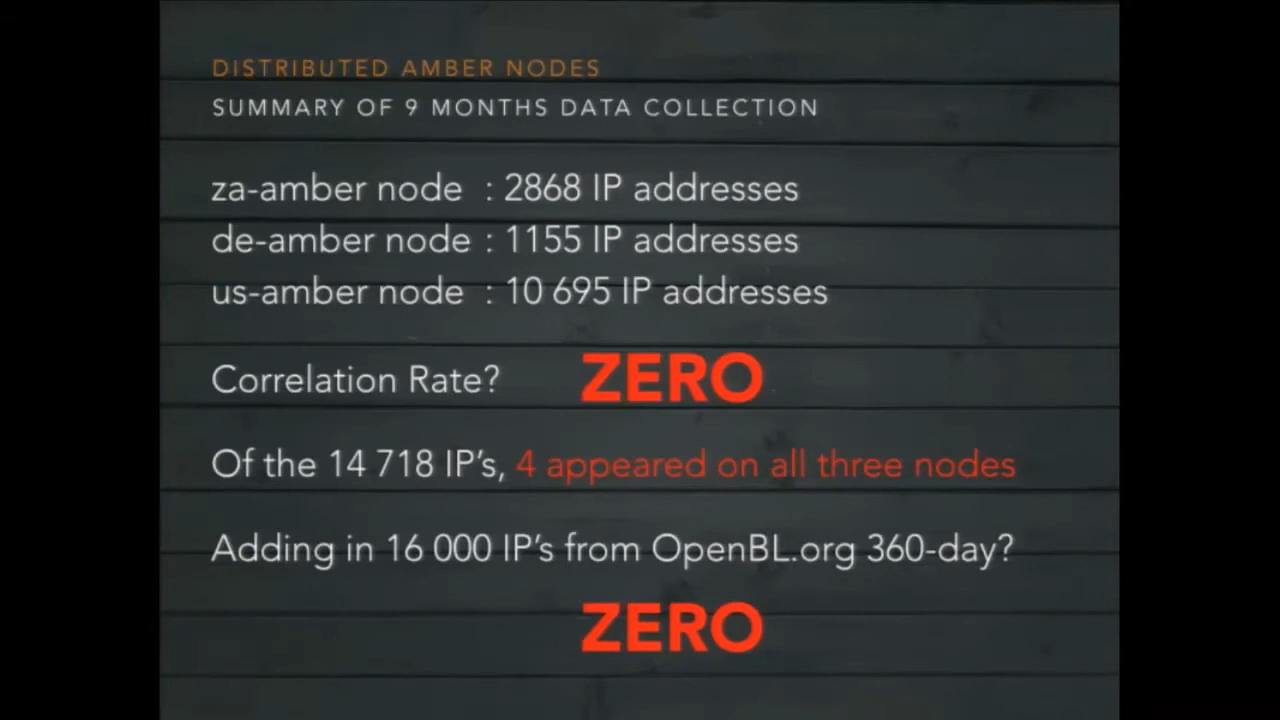 DISTRIBUTED AMBER NODES
SUMMARY OF 9 MONTHS DATA COLLECTION
za-amber node : 2868 IP addresses
de-amber node : 1155 IP addresses
us-amber node : 10 695 IP addresses
Correlation Rate? ZERO
Of the 14 718 IP’s, 4 appeared on all three nodes
Adding in 16 000 IP’s from OpenBL.org 360-day?
ZERO